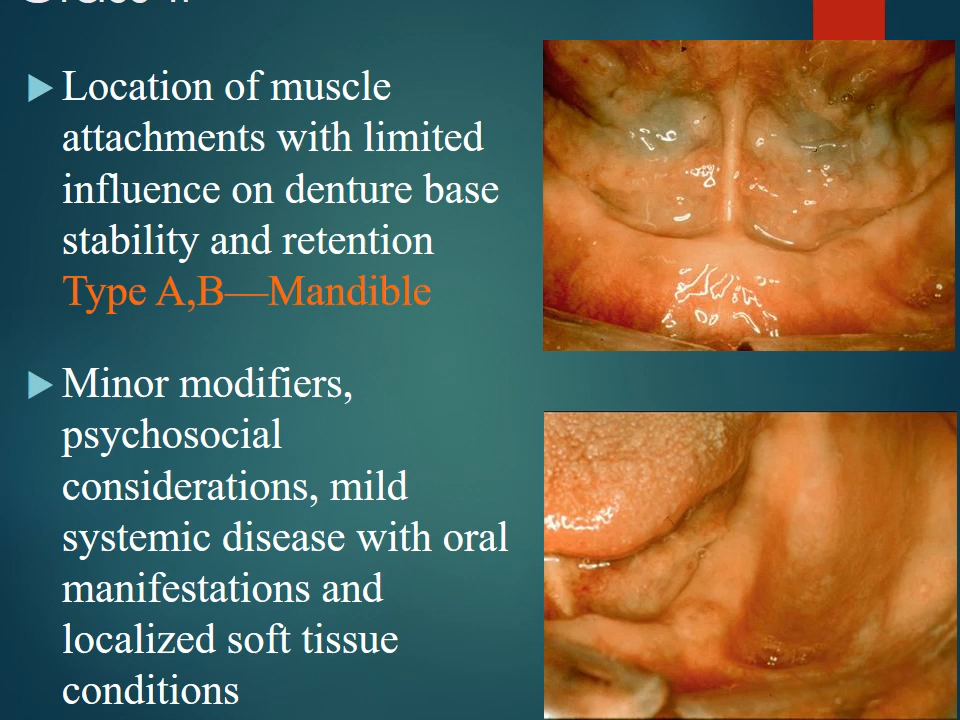 Location of muscle
attachments with limited
influence on denture base
stability and retention
Type A,B—Mandible
Minor modifiers,
psychosocial
considerations, mild
systemic disease with oral
manifestations and
localized soft tissue
conditions